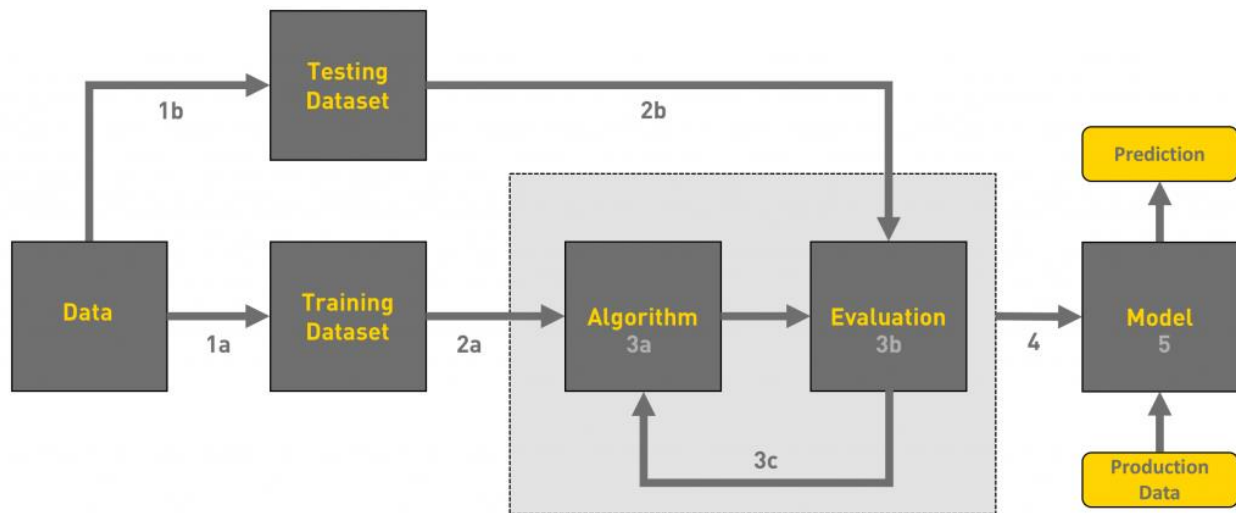 Testing
Dataset
1b
2b
Prediction
Data
1a
Training
Dataset
2a
Algorithm
3a
Evaluation
3b
4
Model
5
3c
Production
Data